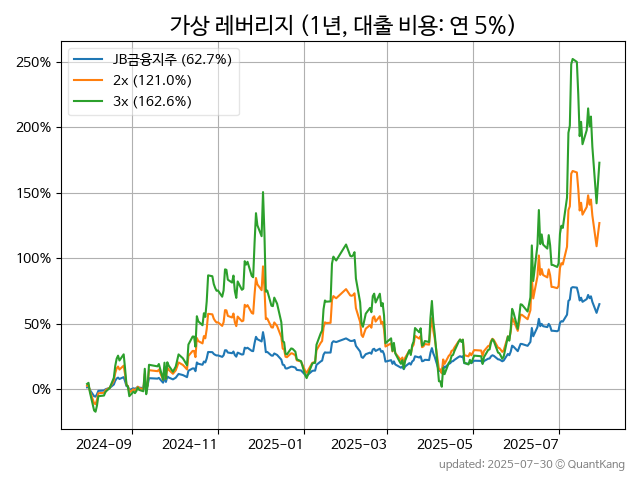 가상 레버리지 (1년, 대출 비용: 연 5%)
JB금융지주 (62.7%)
2x (121.0%)
3x (162.6%)
250%
200%
150%
100%
50%
0%
2024-09 2024-11 2025-01 2025-03 2025-05 2025-07
updated: 2025-07-30 © QuantKang